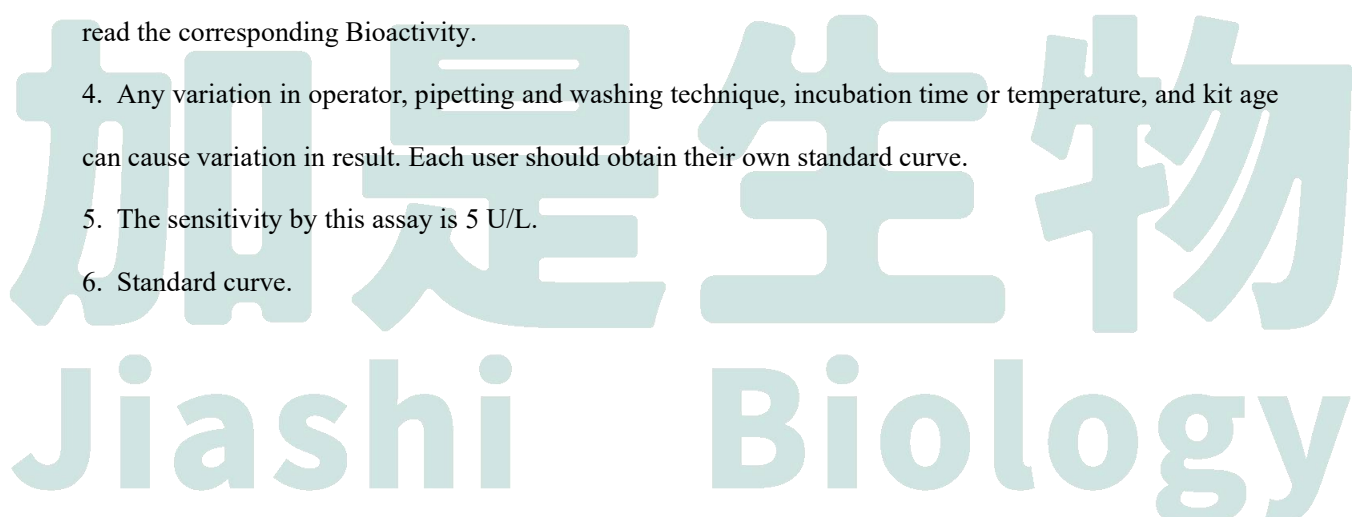 read the corresponding Bioactivity.
4. Any variation in operator, pipetting and washing technique, incubation time or temperature, and kit age
can cause variation in result. Each user should obtain their own standard curve.
5. The sensitivity by this assay is 5 U/L.
6. Standard curve.
加是生物
Jiashi Biology